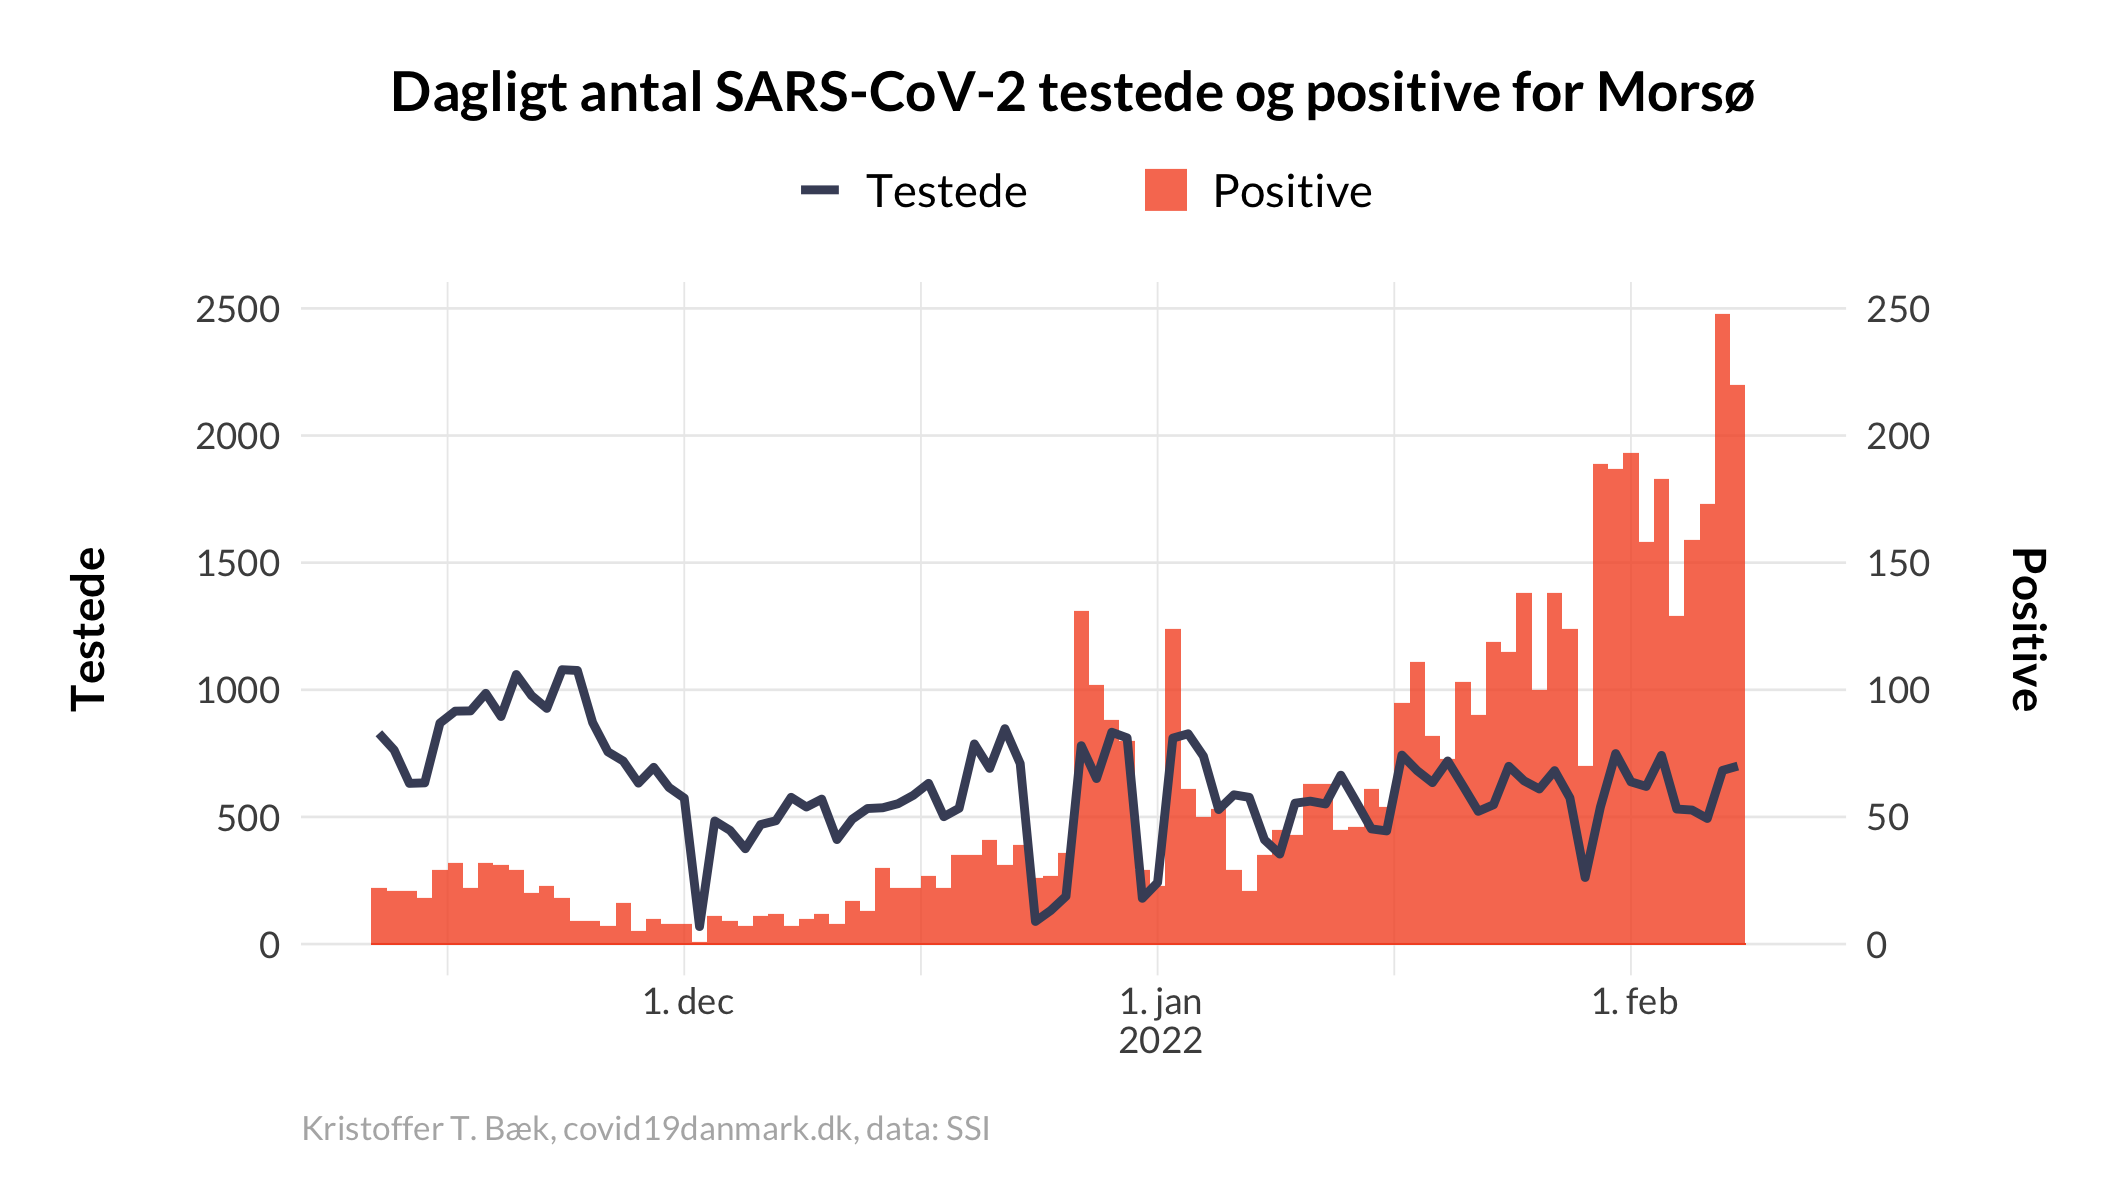 Dagligt antal SARS-CoV-2 testede og positive for Morsø
Testede
Positive
2500
2000
1500
1000
500
0
Testede
250
200
150
100
50
0
Positive
1. dec
1. jan
2022
1. feb
Kristoffer T. Bæk, covid19danmark.dk, data: SSI